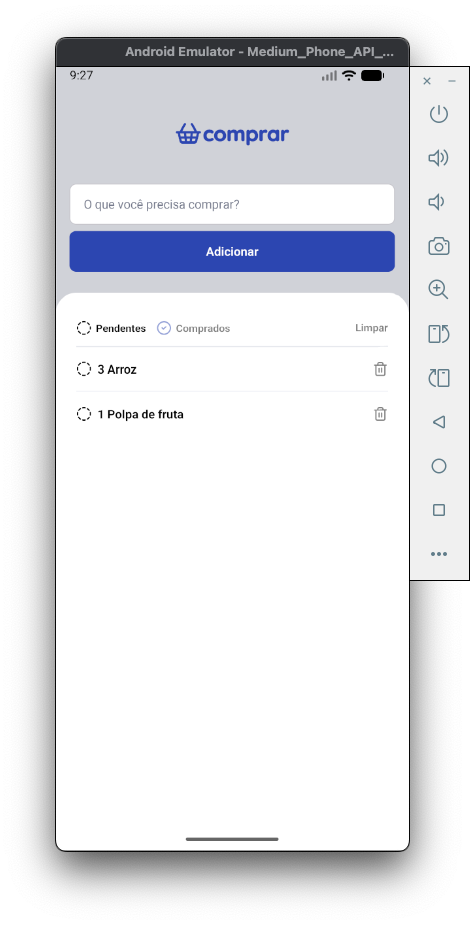 Android Emulator - Medium_Phone_API_...
9:27
comprar
O que você precisa comprar?
Adicionar
Pendentes Comprados Limpar
3 Arroz
1 Polpa de fruta